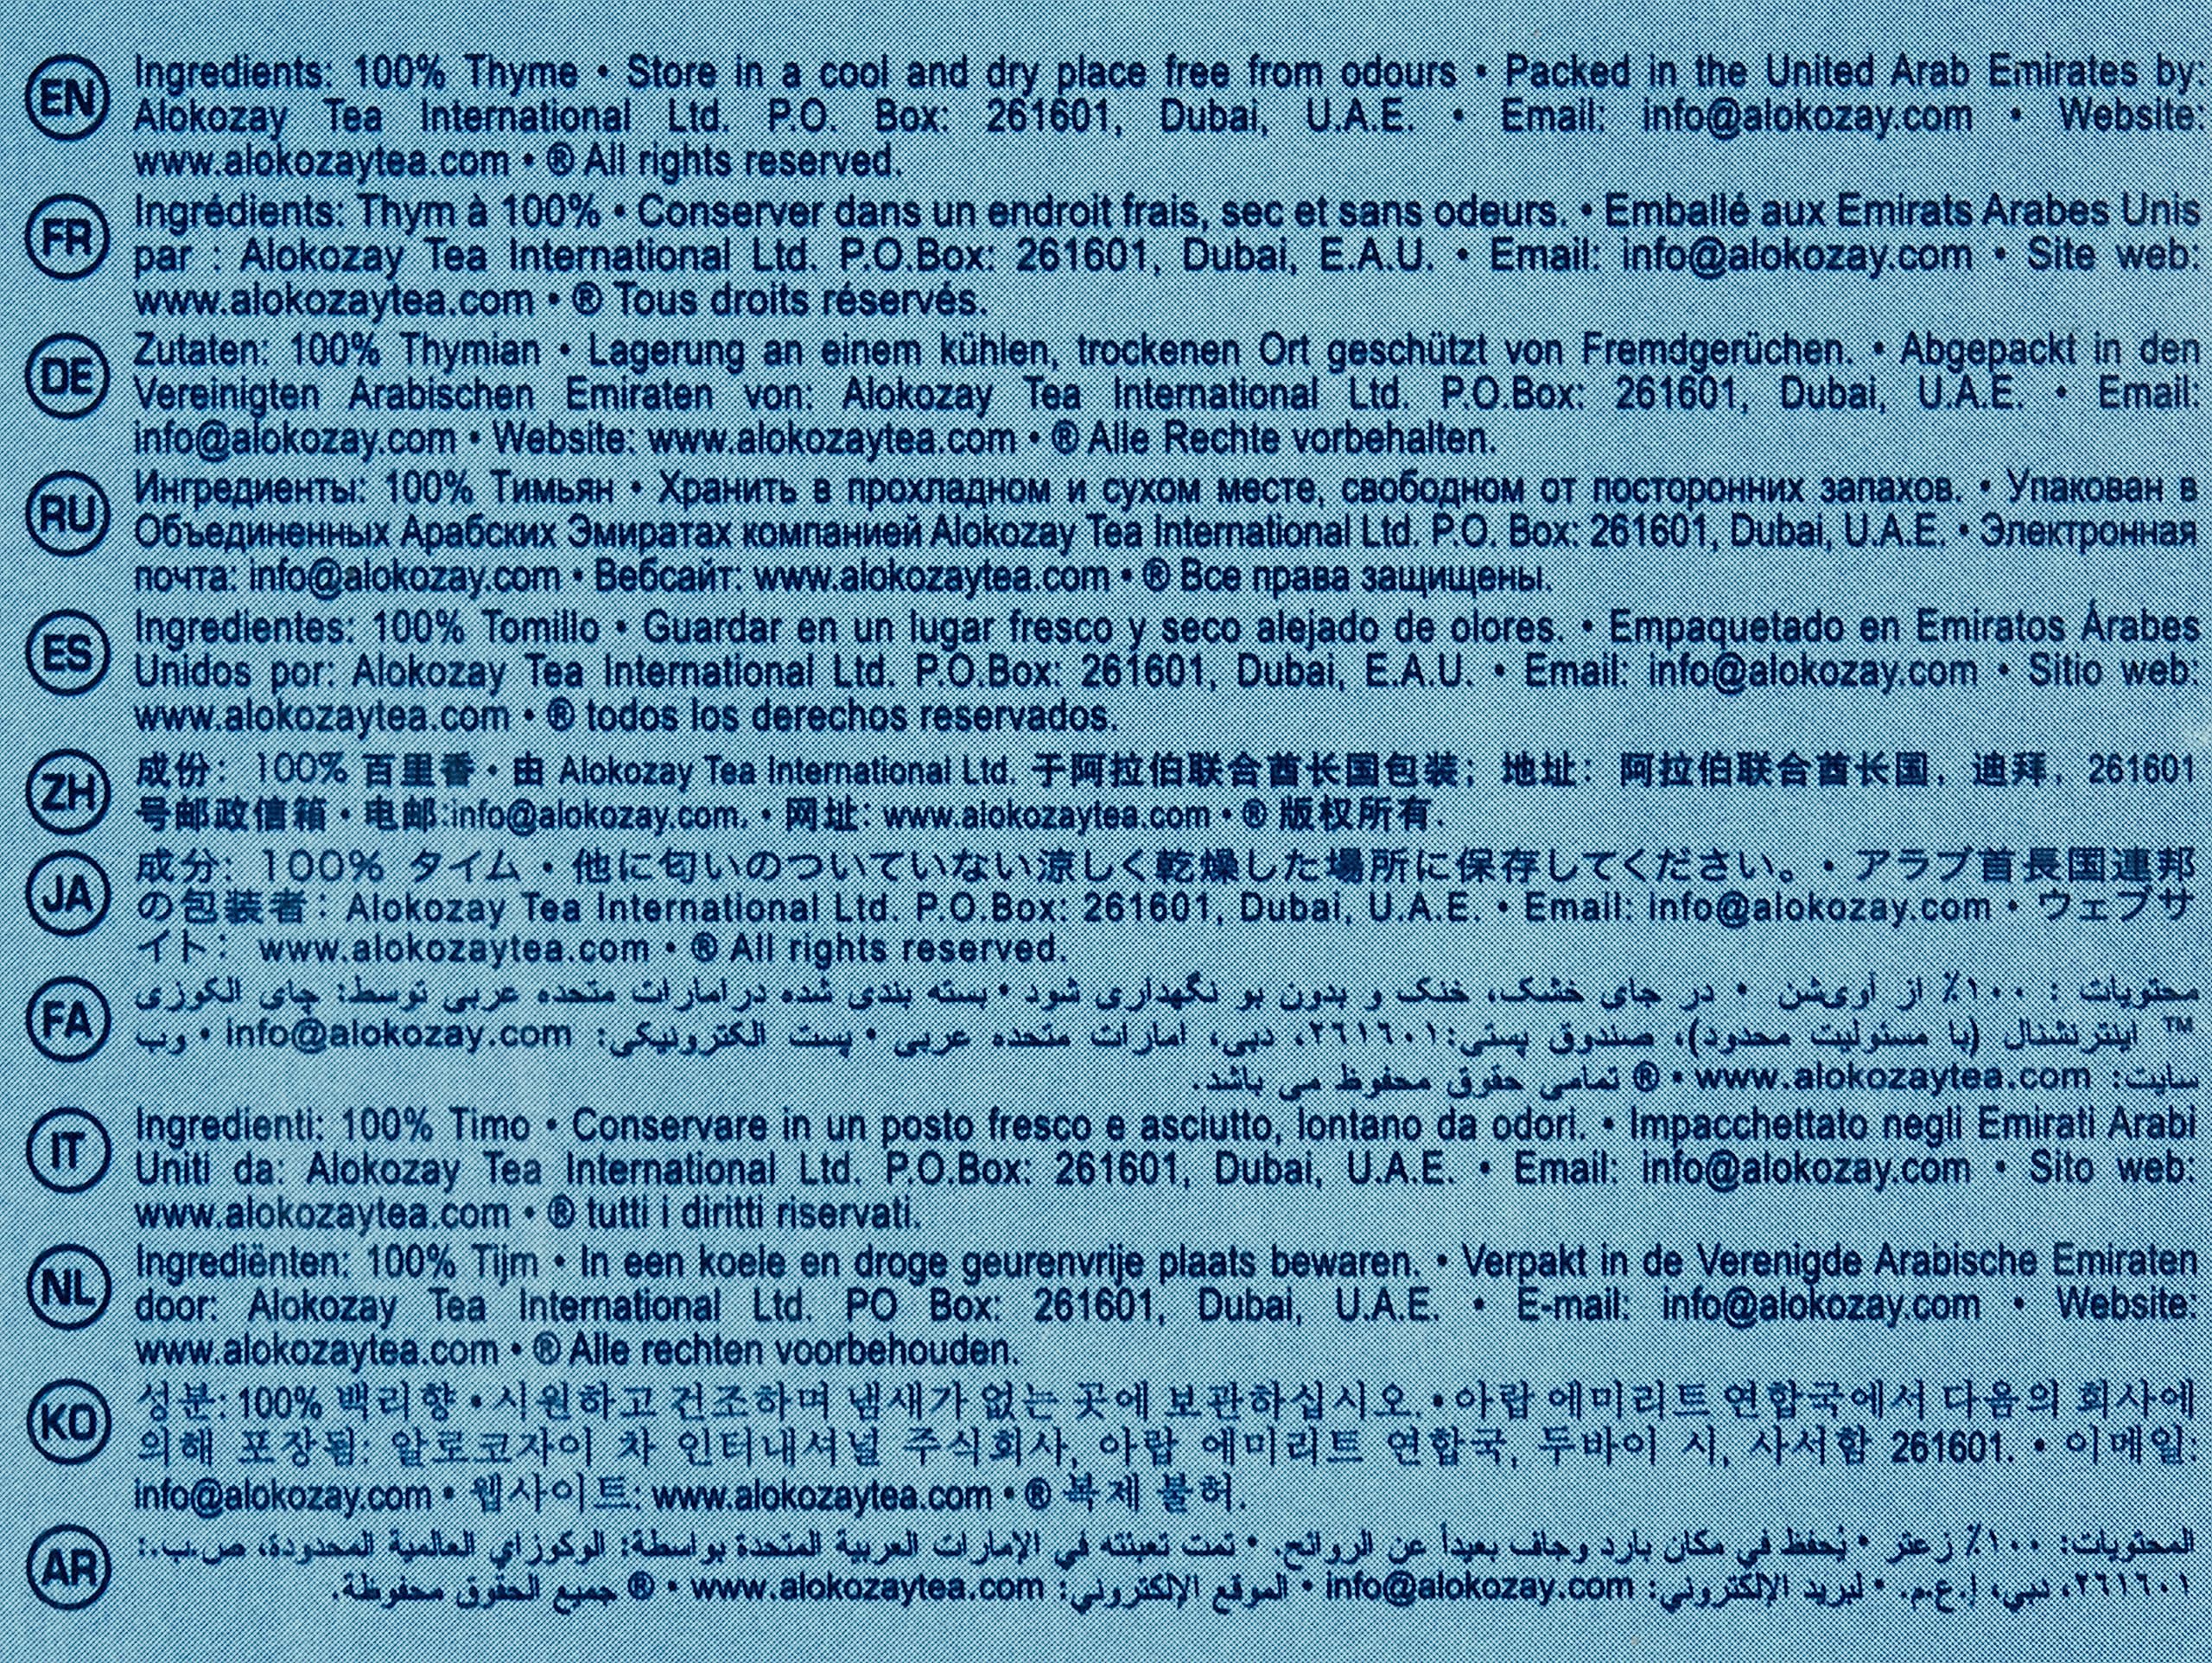 EN Ingredients: 100% Thyme • Store in a cool and dry place free from odours • Packed in the United Arab Emirates by:
Alokozay Tea International Ltd. P.O. Box: 261601, Dubai, U.A.E. • Email: info@alokozay.com • Website:
www.alokozaytea.com • ® All rights reserved.
FR Ingrédients: Thym à 100% • Conserver dans un endroit frais, sec et sans odeurs. • Emballé aux Emirats Arabes Unis
par : Alokozay Tea International Ltd. P.O.Box: 261601, Dubai, E.A.U. • Email: info@alokozay.com • Site web:
www.alokozaytea.com • ® Tous droits réservés.
DE Zutaten: 100% Thymian • Lagerung an einem kühlen, trockenen Ort geschützt von Fremdgerüchen. • Abgepackt in den
Vereinigten Arabischen Emiraten von: Alokozay Tea International Ltd. P.O.Box: 261601, Dubai, U.A.E. • Email:
info@alokozay.com • Website: www.alokozaytea.com • ® Alle Rechte vorbehalten.
RU Ингредиенты: 100% Тимьян • Хранить в прохладном и сухом месте, свободном от посторонних запахов. • Упакован в
Объединенных Арабских Эмиратах компанией Alokozay Tea International Ltd. P.O. Box: 261601, Dubai, U.A.E. • Электронная
почта: info@alokozay.com • Вебсайт: www.alokozaytea.com • ® Все права защищены.
ES Ingredientes: 100% Tomillo • Guardar en un lugar fresco y seco alejado de olores. • Empaquetado en Emiratos Árabes
Unidos por: Alokozay Tea International Ltd. P.O.Box: 261601, Dubai, E.A.U. • Email: info@alokozay.com • Sitio web:
www.alokozaytea.com • ® todos los derechos reservados.
ZH 成份: 100% 百里香 • 由 Alokozay Tea International Ltd. 于阿拉伯联合酋长国包装; 地址: 阿拉伯联合酋长国, 迪拜, 261601
号邮政信箱 • 电邮:info@alokozay.com. • 网址: www.alokozaytea.com • ® 版权所有.
JA 成分: 100% タイム • 他に匂いのついていない涼しく乾燥した場所に保存してください。 • アラブ首長国連邦
の包装者: Alokozay Tea International Ltd. P.O.Box: 261601, Dubai, U.A.E. • Email: info@alokozay.com • ウェブサ
イト: www.alokozaytea.com • ® All rights reserved.
FA محتویات : ۱۰۰٪ از آویشن • در جای خشک، خنک و بدون بو نگهداری شود • بسته بندی شده در امارات متحده عربی توسط: چای الکوزی
™ اینترنشنال (با مسئولیت محدود)، صندوق پستی:۲۶۱۶۰۱، دبی، امارات متحده عربی • پست الکترونیکی: info@alokozay.com • وب
سایت: www.alokozaytea.com • ® تمامی حقوق محفوظ می باشد.
IT Ingredienti: 100% Timo • Conservare in un posto fresco e asciutto, lontano da odori. • Impacchettato negli Emirati Arabi
Uniti da: Alokozay Tea International Ltd. P.O.Box: 261601, Dubai, U.A.E. • Email: info@alokozay.com • Sito web:
www.alokozaytea.com • ® tutti i diritti riservati.
NL Ingrediënten: 100% Tijm • In een koele en droge geurenvrije plaats bewaren. • Verpakt in de Verenigde Arabische Emiraten
door: Alokozay Tea International Ltd. PO Box: 261601, Dubai, U.A.E. • E-mail: info@alokozay.com • Website:
www.alokozaytea.com • ® Alle rechten voorbehouden.
KO 성분: 100% 백리향 • 시원하고 건조하며 냄새가 없는 곳에 보관하십시오. • 아랍 에미리트 연합국에서 다음의 회사에
의해 포장됨: 알로코자이 차 인터내셔널 주식회사, 아랍 에미리트 연합국, 두바이 시, 사서함 261601. • 이메일:
info@alokozay.com • 웹사이트: www.alokozaytea.com • ® 복제 불허.
AR المحتويات: ١٠٠٪ زعتر • يُحفظ في مكان بارد وجاف بعيداً عن الروائح. • تمت تعبئته في الإمارات العربية المتحدة بواسطة: الوكوزاي العالمية المحدودة، ص.ب.:
٢٦١٦٠١، دبي، إ.ع.م. • لبريد الإلكتروني: info@alokozay.com • الموقع الإلكتروني: www.alokozaytea.com • ® جميع الحقوق محفوظة.